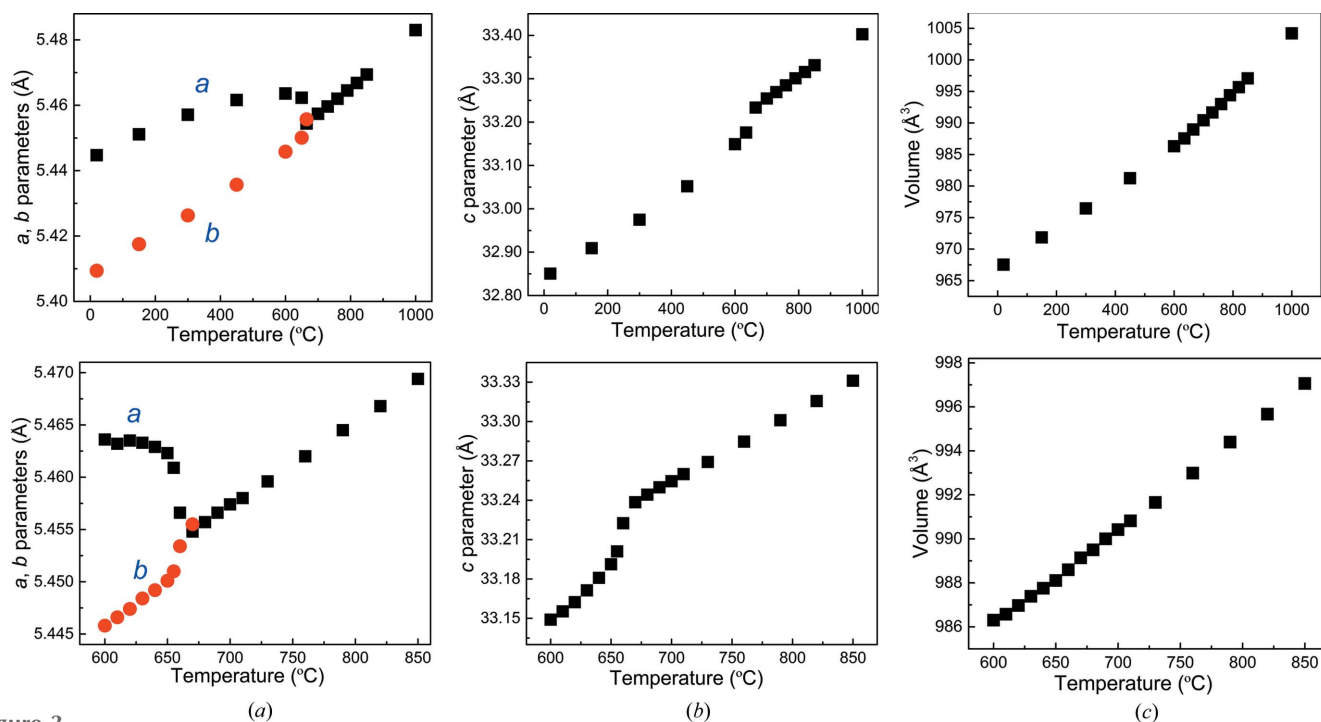 a, b parameters (Å)
5.48
5.46
5.44
5.42
5.40
a
b
0 200 400 600 800 1000
Temperature (ºC)
c parameter (Å)
33.40
33.30
33.20
33.10
33.00
32.90
32.80
0 200 400 600 800 1000
Temperature (ºC)
Volume (Å³)
1005
1000
995
990
985
980
975
970
965
0 200 400 600 800 1000
Temperature (ºC)
a, b parameters (Å)
5.470
5.465
5.460
5.455
5.450
5.445
a
b
600 650 700 750 800 850
Temperature (ºC)
(a)
c parameter (Å)
33.33
33.30
33.27
33.24
33.21
33.18
33.15
600 650 700 750 800 850
Temperature (ºC)
(b)
Volume (Å³)
998
996
994
992
990
988
986
600 650 700 750 800 850
Temperature (ºC)
(c)